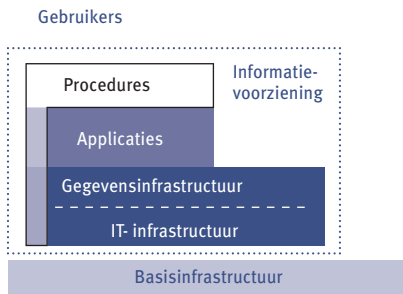 Gebruikers
Informatie-
voorziening
Procedures
Applicaties
Gegevensinfrastructuur
IT- infrastructuur
Basisinfrastructuur